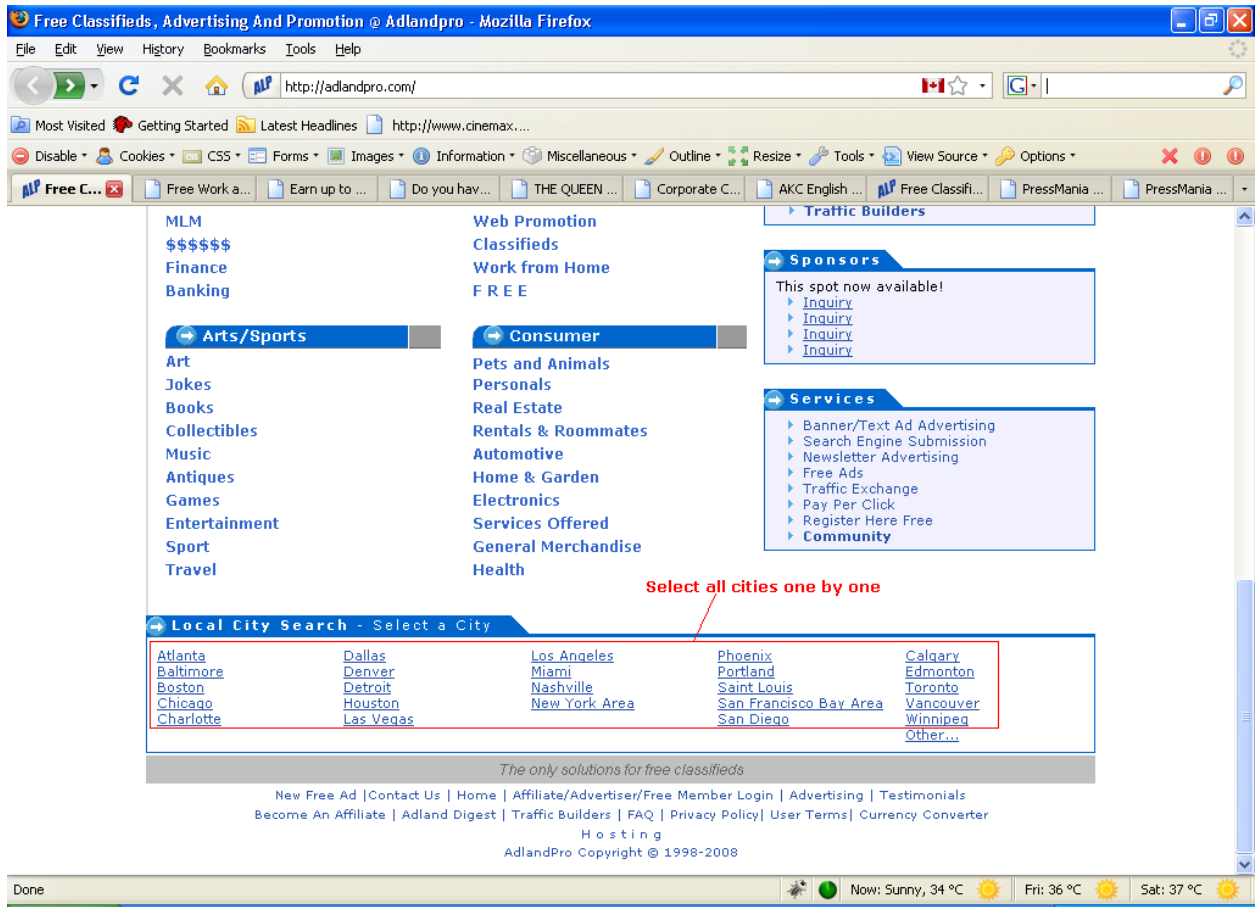 Free Classifieds, Advertising And Promotion @ Adlandpro - Mozilla Firefox
File Edit View History Bookmarks Tools Help
ALP http://adlandpro.com/ G
Most Visited Getting Started Latest Headlines http://www.cinemax....
Disable Cookies CSS Forms Images Information Miscellaneous Outline Resize Tools View Source Options
ALP Free C... Free Work a... Earn up to ... Do you hav... THE QUEEN ... Corporate C... AKC English ... ALP Free Classifi... PressMania ... PressMania ...
MLM
$$$$$$
Finance
Banking
Web Promotion
Classifieds
Work from Home
F R E E
Traffic Builders
Sponsors
This spot now available!
Inquiry
Inquiry
Inquiry
Inquiry
Arts/Sports
Art
Jokes
Books
Collectibles
Music
Antiques
Games
Entertainment
Sport
Travel
Consumer
Pets and Animals
Personals
Real Estate
Rentals & Roommates
Automotive
Home & Garden
Electronics
Services Offered
General Merchandise
Health
Services
Banner/Text Ad Advertising
Search Engine Submission
Newsletter Advertising
Free Ads
Traffic Exchange
Pay Per Click
Register Here Free
Community
Select all cities one by one
Local City Search - Select a City
Atlanta
Baltimore
Boston
Chicago
Charlotte
Dallas
Denver
Detroit
Houston
Las Vegas
Los Angeles
Miami
Nashville
New York Area
Phoenix
Portland
Saint Louis
San Francisco Bay Area
San Diego
Calgary
Edmonton
Toronto
Vancouver
Winnipeg
Other...
The only solutions for free classifieds
New Free Ad |Contact Us | Home | Affiliate/Advertiser/Free Member Login | Advertising | Testimonials
Become An Affiliate | Adland Digest | Traffic Builders | FAQ | Privacy Policy| User Terms| Currency Converter
H o s t i n g
AdlandPro Copyright © 1998-2008
Done Now: Sunny, 34 °C Fri: 36 °C Sat: 37 °C